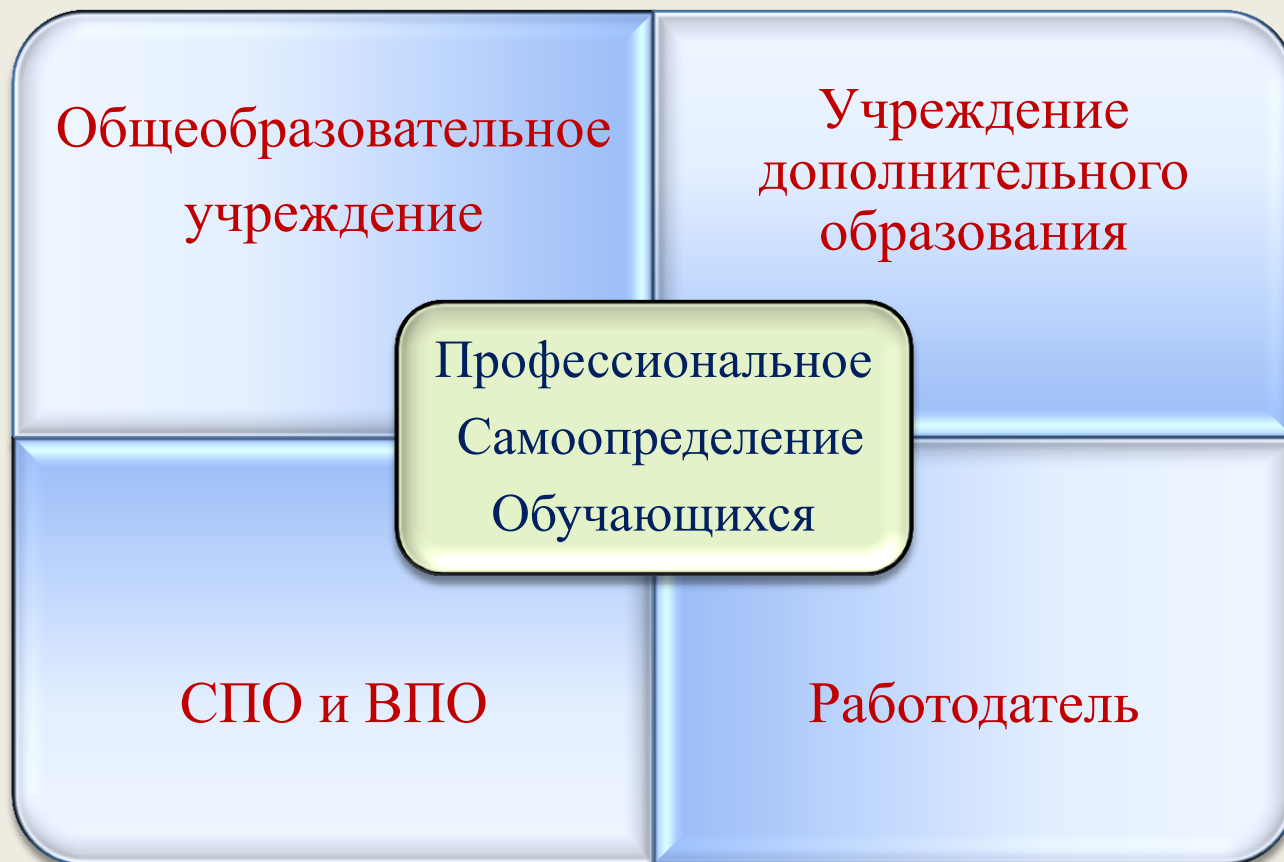 Общеобразовательное
учреждение
Учреждение
дополнительного
образования
Профессиональное
Самоопределение
Обучающихся
СПО и ВПО
Работодатель